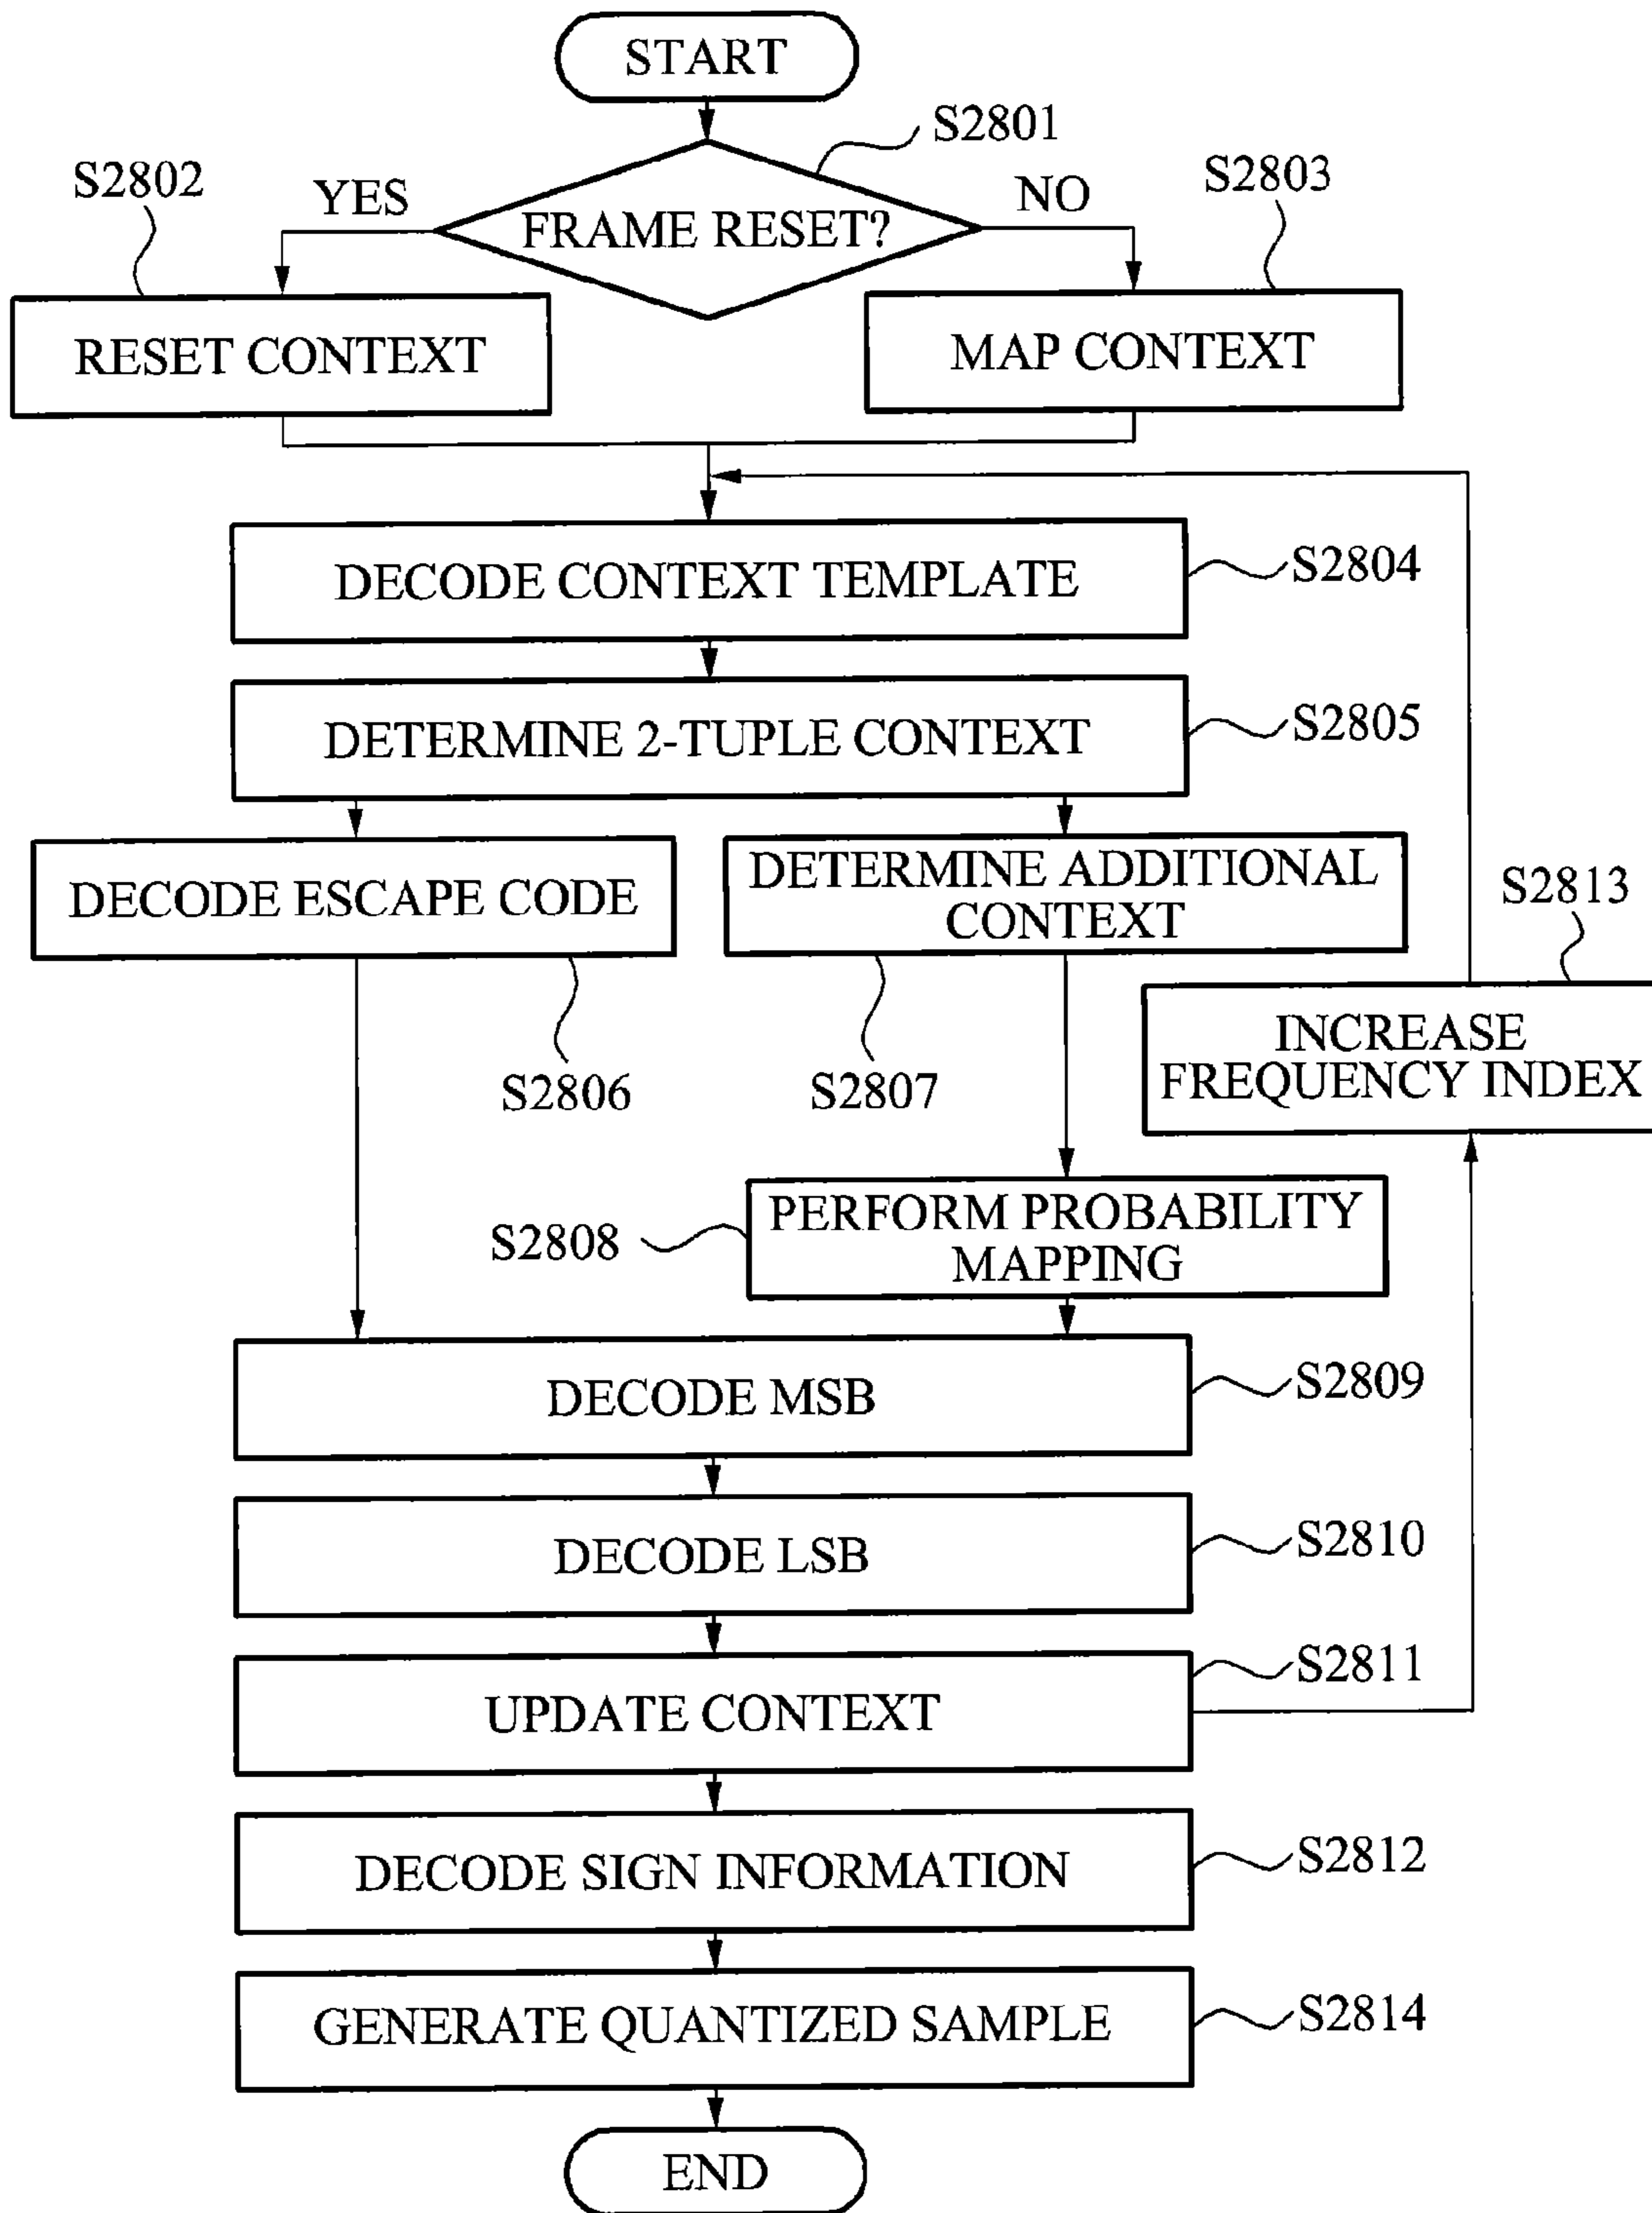 START
S2801
S2802
YES
NO
S2803
FRAME RESET?
RESET CONTEXT
MAP CONTEXT
DECODE CONTEXT TEMPLATE
S2804
DETERMINE 2-TUPLE CONTEXT
S2805
DECODE ESCAPE CODE
DETERMINE ADDITIONAL
CONTEXT
S2813
S2806
S2807
INCREASE
FREQUENCY INDEX
S2808
PERFORM PROBABILITY
MAPPING
DECODE MSB
S2809
DECODE LSB
S2810
UPDATE CONTEXT
S2811
DECODE SIGN INFORMATION
S2812
GENERATE QUANTIZED SAMPLE
S2814
END